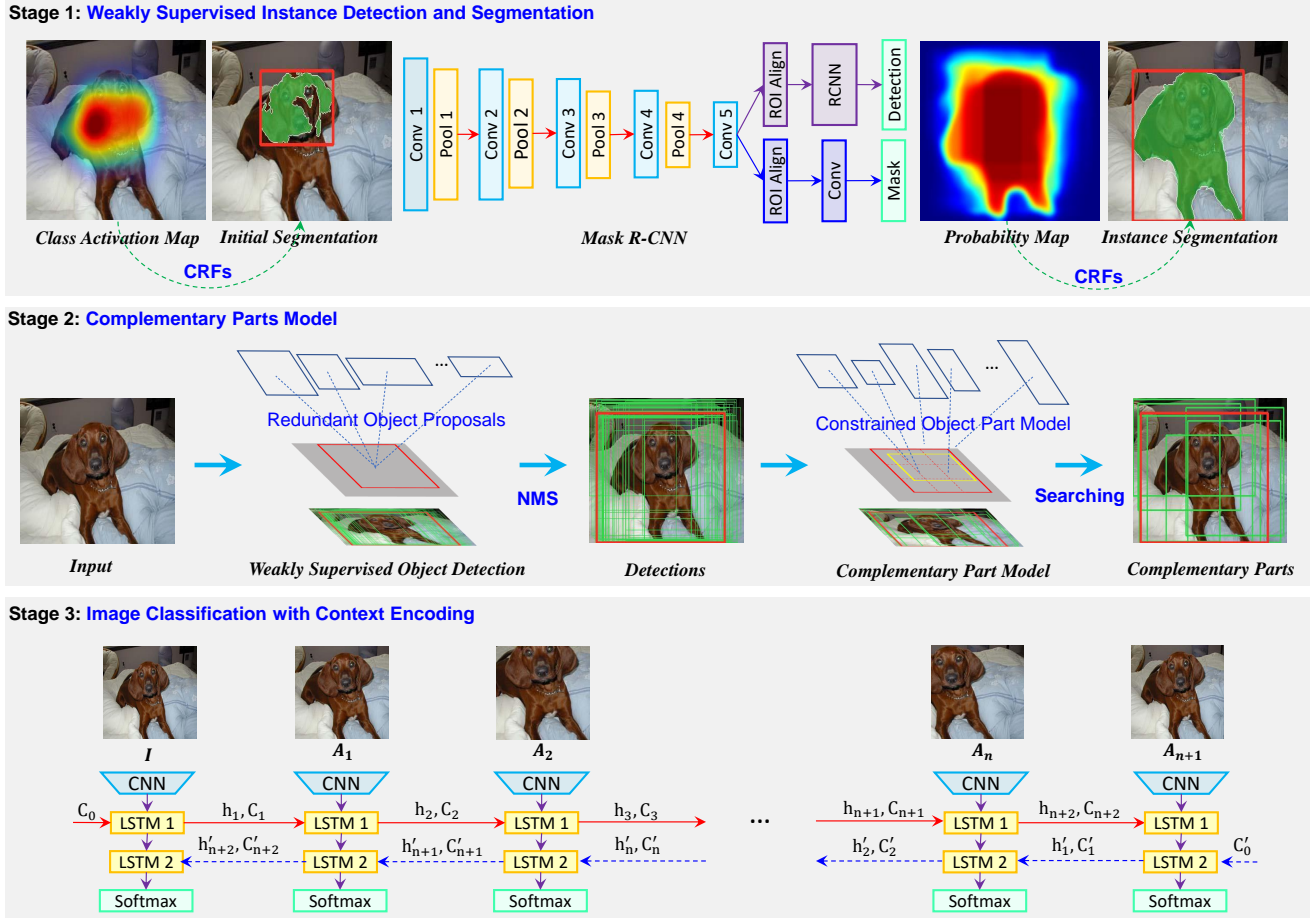 Stage 1: Weakly Supervised Instance Detection and Segmentation
Conv 1
Pool 1
Conv 2
Pool 2
Conv 3
Pool 3
Conv 4
Pool 4
Conv 5
ROI Align
RCNN
Detection
ROI Align
Conv
Mask
Class Activation Map
Initial Segmentation
Mask R-CNN
Probability Map
Instance Segmentation
CRFs
CRFs
Stage 2: Complementary Parts Model
...
...
Redundant Object Proposals
Constrained Object Part Model
NMS
Searching
Input
Weakly Supervised Object Detection
Detections
Complementary Part Model
Complementary Parts
Stage 3: Image Classification with Context Encoding
I
A₁
A₂
Aₙ
Aₙ₊₁
CNN
CNN
CNN
CNN
CNN
C₀
LSTM 1
h₁, C₁
LSTM 1
h₂, C₂
LSTM 1
h₃, C₃
...
hₙ₊₁, Cₙ₊₁
LSTM 1
hₙ₊₂, Cₙ₊₂
LSTM 1
LSTM 2
h′ₙ₊₂, C′ₙ₊₂
LSTM 2
h′ₙ₊₁, C′ₙ₊₁
LSTM 2
h′ₙ, C′ₙ
h′₂, C′₂
LSTM 2
h′₁, C′₁
LSTM 2
C′₀
Softmax
Softmax
Softmax
Softmax
Softmax